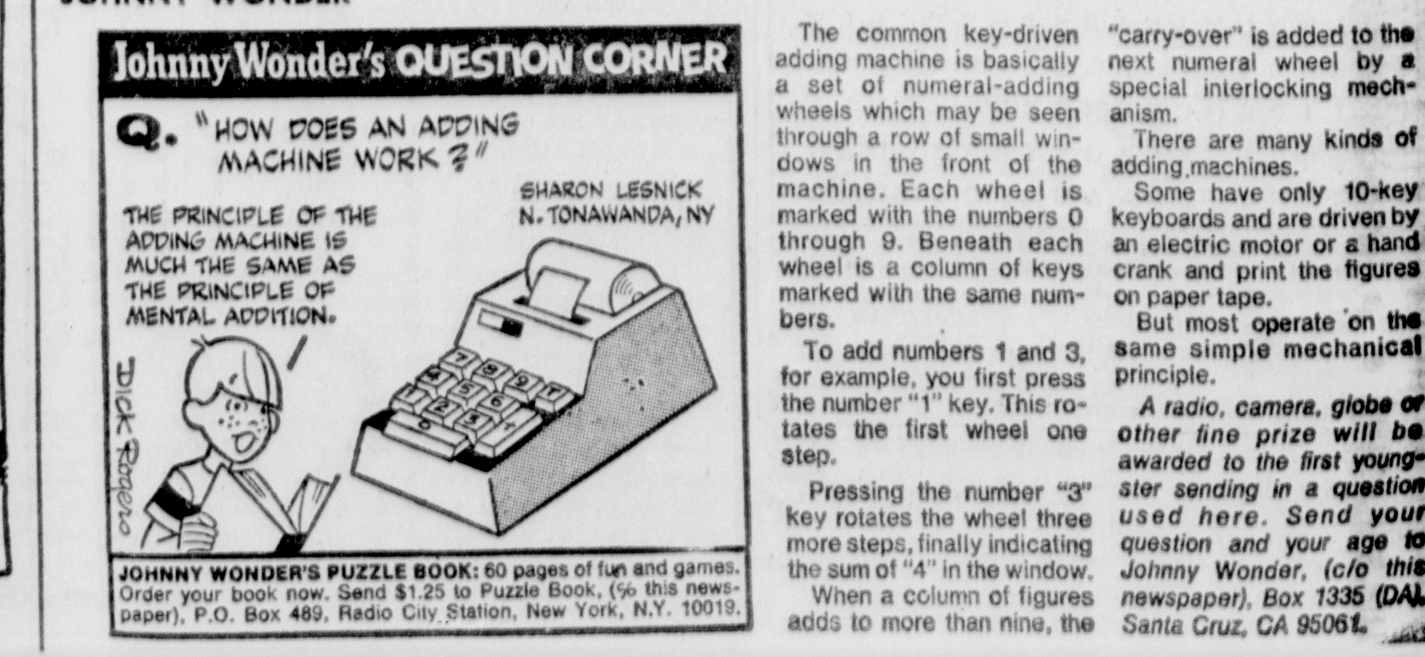 JOHNNY WONDER
Johnny Wonder's QUESTION CORNER
Q. "HOW DOES AN ADDING
MACHINE WORK?"
SHARON LESNICK
N. TONAWANDA, NY
THE PRINCIPLE OF THE
ADDING MACHINE IS
MUCH THE SAME AS
THE PRINCIPLE OF
MENTAL ADDITION.
DICK ROGERO
7 8 9 T
4 5 6
1 2 3 +
0
JOHNNY WONDER'S PUZZLE BOOK: 60 pages of fun and games.
Order your book now. Send $1.25 to Puzzle Book, (% this news-
paper), P.O. Box 489, Radio City Station, New York, N.Y. 10019.
The common key-driven
adding machine is basically
a set of numeral-adding
wheels which may be seen
through a row of small win-
dows in the front of the
machine. Each wheel is
marked with the numbers 0
through 9. Beneath each
wheel is a column of keys
marked with the same num-
bers.
To add numbers 1 and 3,
for example, you first press
the number "1" key. This ro-
tates the first wheel one
step.
Pressing the number "3"
key rotates the wheel three
more steps, finally indicating
the sum of "4" in the window.
When a column of figures
adds to more than nine, the
"carry-over" is added to the
next numeral wheel by a
special interlocking mech-
anism.
There are many kinds of
adding machines.
Some have only 10-key
keyboards and are driven by
an electric motor or a hand
crank and print the figures
on paper tape.
But most operate on the
same simple mechanical
principle.
A radio, camera, globe or
other fine prize will be
awarded to the first young-
ster sending in a question
used here. Send your
question and your age to
Johnny Wonder, (c/o this
newspaper), Box 1335 (DA),
Santa Cruz, CA 95061.